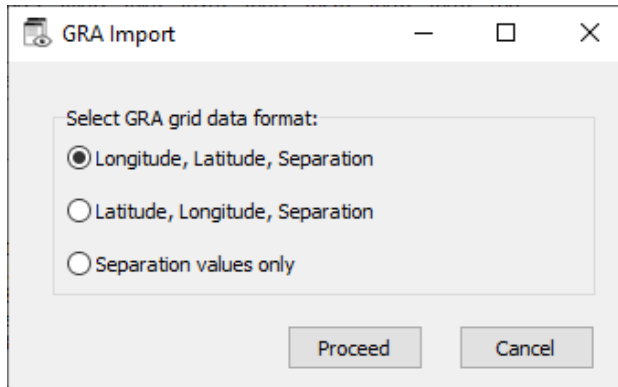 GRA Import
Select GRA grid data format:
Longitude, Latitude, Separation
Latitude, Longitude, Separation
Separation values only
Proceed Cancel